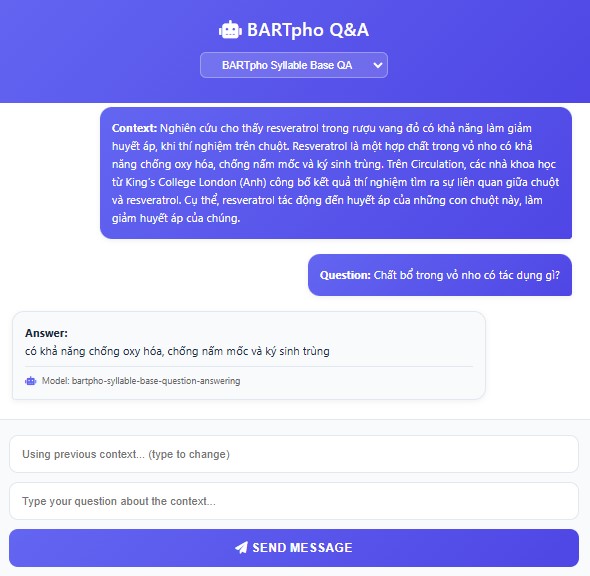 BARTpho Q&A
BARTpho Syllable Base QA
Context: Nghiên cứu cho thấy resveratrol trong rượu vang đỏ có khả năng làm giảm
huyết áp, khi thí nghiệm trên chuột. Resveratrol là một hợp chất trong vỏ nho có khả
năng chống oxy hóa, chống nấm mốc và ký sinh trùng. Trên Circulation, các nhà khoa học
từ King's College London (Anh) công bố kết quả thí nghiệm tìm ra sự liên quan giữa chuột
và resveratrol. Cụ thể, resveratrol tác động đến huyết áp của những con chuột này, làm
giảm huyết áp của chúng.
Question: Chất bổ trong vỏ nho có tác dụng gì?
Answer:
có khả năng chống oxy hóa, chống nấm mốc và ký sinh trùng
Model: bartpho-syllable-base-question-answering
Using previous context... (type to change)
Type your question about the context...
SEND MESSAGE